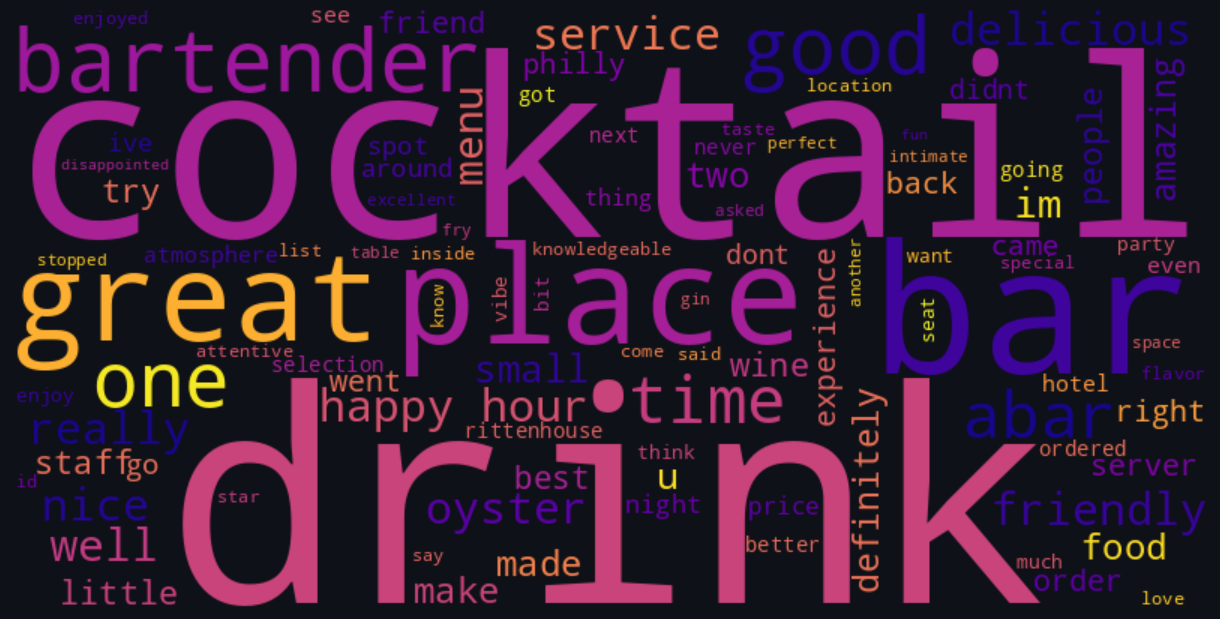 enjoyed
see
friend
service
good
delicious
bartender
philly
location
didnt
people
amazing
cocktail
got
menu
next
taste
never
perfect
fun
ive
disappointed
try
spot
around
excellent
two
thing
asked
intimate
back
going
im
fry
stopped
atmosphere
list
table
inside
knowledgeable
dont
experience
another
want
came
special
party
even
great
place
know
vibe
bit
gin
bar
seat
space
attentive
selection
come
said
wine
small
flavor
hotel
one
went
enjoy
happy hour
time
abar
right
really
rittenhouse
definitely
ordered
staff
go
think
server
id
star
best
u
drink
nice
oyster
night
price
friendly
well
say
made
better
food
much
little
make
order
love